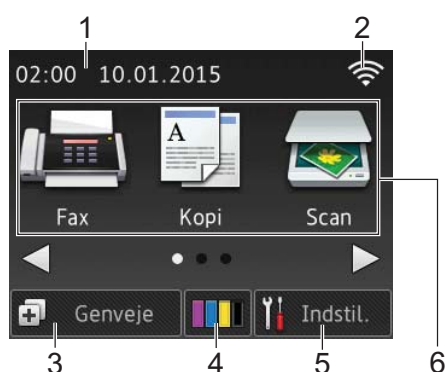 1
2
02:00 10.01.2015
A
Fax Kopi Scan
Genveje Indstil.
3 4 5 6